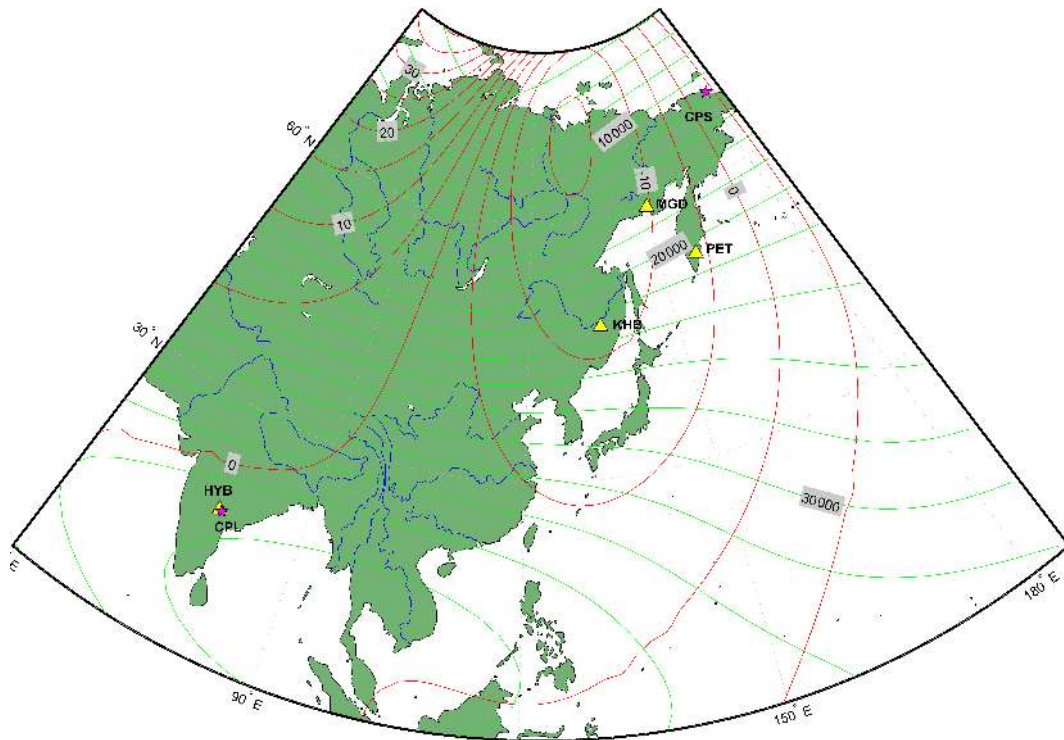 30
CPS
10000
60° N
20
-10
0
MGD
10
20000
PET
30° N
KHB
0
HYB
30000
CPL
E
180° E
90° E
150° E